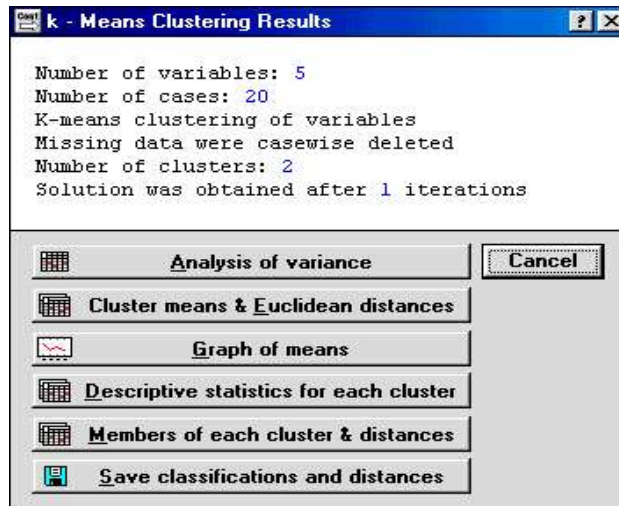 k - Means Clustering Results
Number of variables: 5
Number of cases: 20
K-means clustering of variables
Missing data were casewise deleted
Number of clusters: 2
Solution was obtained after 1 iterations
Analysis of variance
Cancel
Cluster means & Euclidean distances
Graph of means
Descriptive statistics for each cluster
Members of each cluster & distances
Save classifications and distances